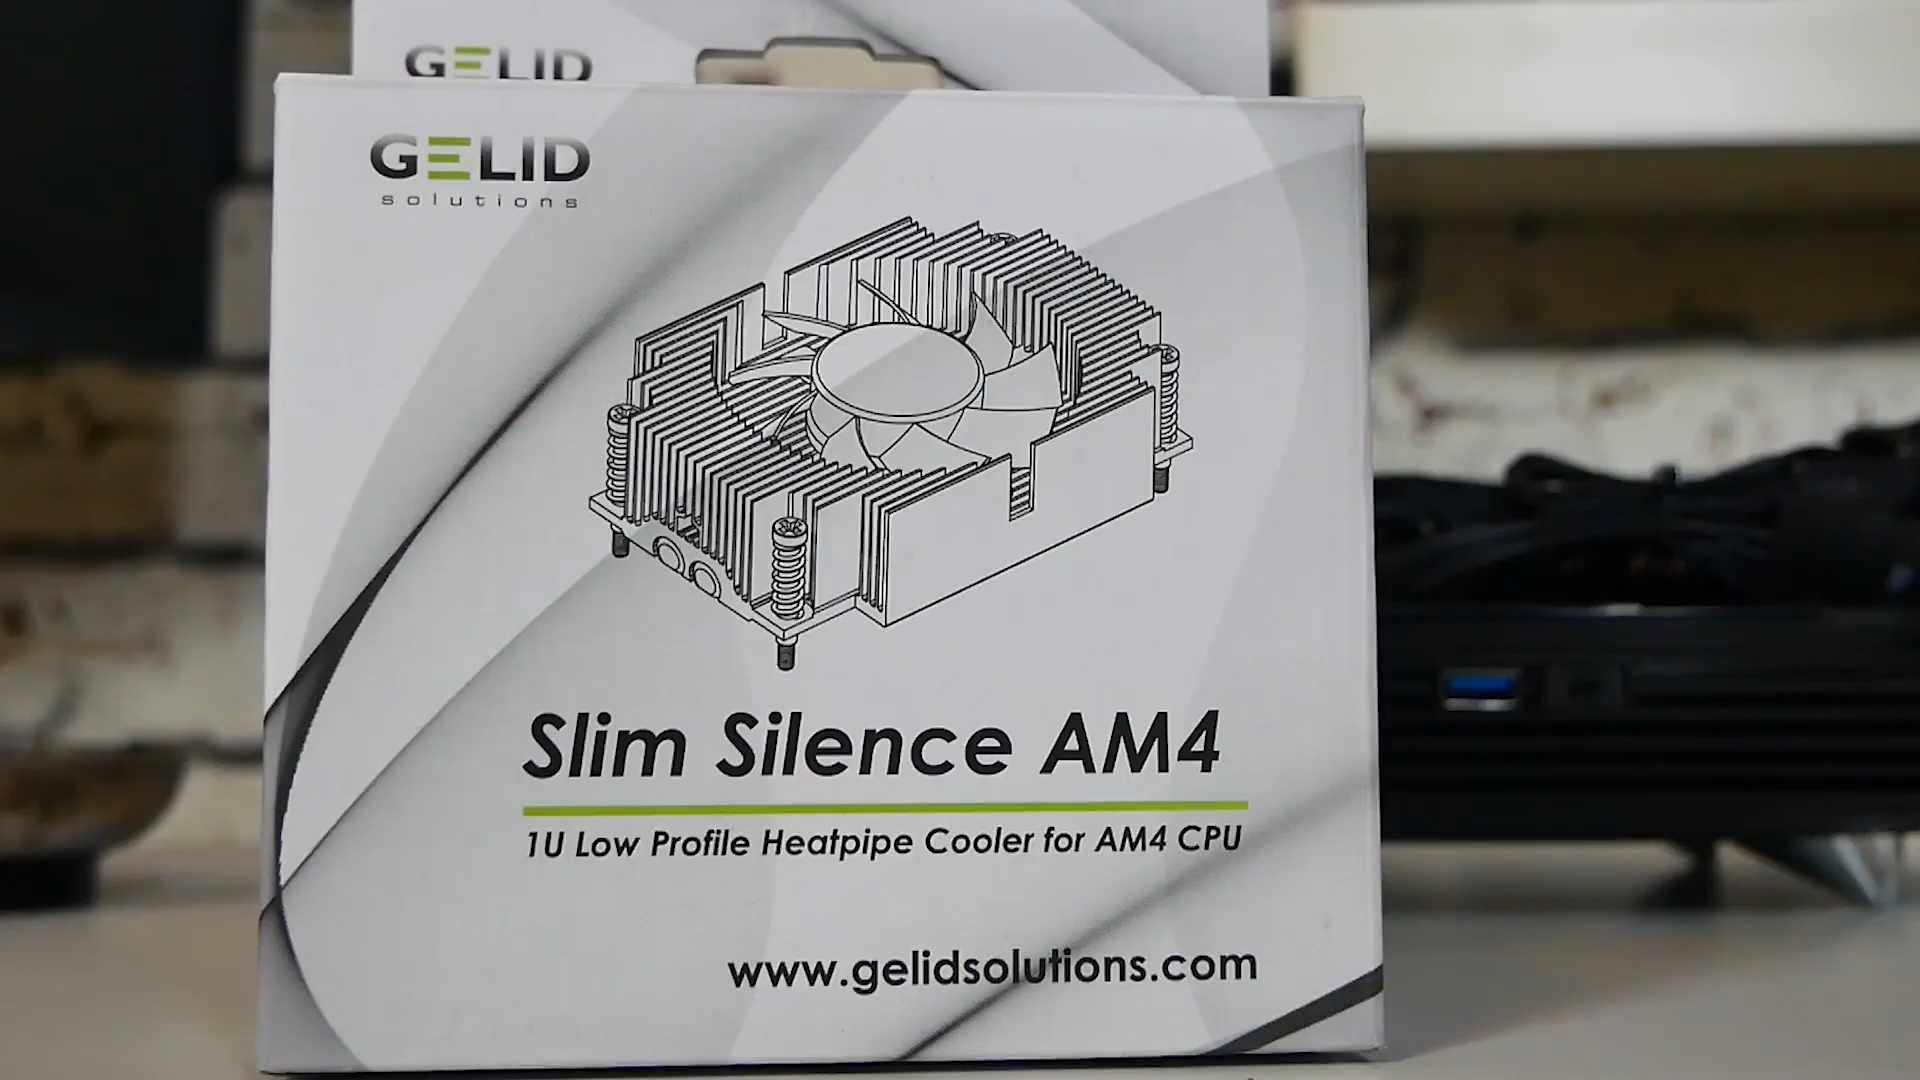 GELID
GELID
solutions
Slim Silence AM4
1U Low Profile Heatpipe Cooler for AM4 CPU
www.gelidsolutions.com